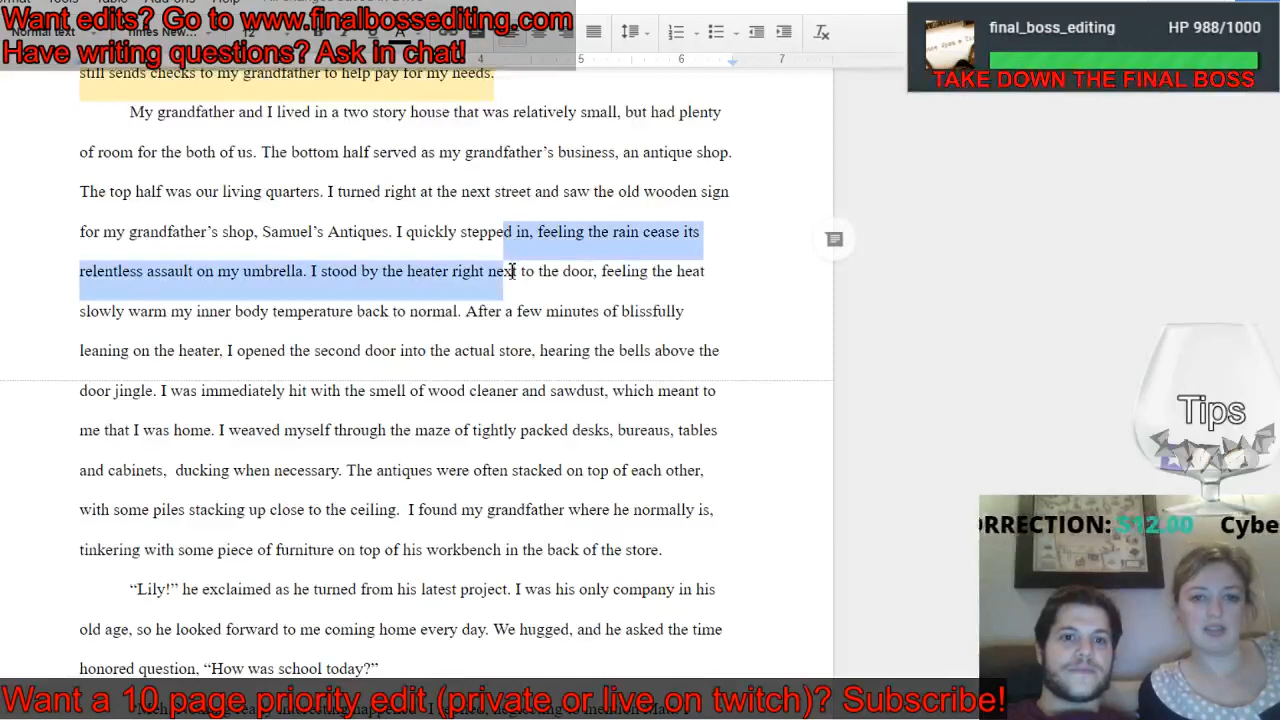 Want edits? Go to www.finalbossediting.com
Have writing questions? Ask in chat!
final_boss_editing HP 988/1000
TAKE DOWN THE FINAL BOSS
4 5 6 7
still sends checks to my grandfather to help pay for my needs.
My grandfather and I lived in a two story house that was relatively small, but had plenty
of room for the both of us. The bottom half served as my grandfather’s business, an antique shop.
The top half was our living quarters. I turned right at the next street and saw the old wooden sign
for my grandfather’s shop, Samuel’s Antiques. I quickly stepped in, feeling the rain cease its
relentless assault on my umbrella. I stood by the heater right next to the door, feeling the heat
slowly warm my inner body temperature back to normal. After a few minutes of blissfully
leaning on the heater, I opened the second door into the actual store, hearing the bells above the
door jingle. I was immediately hit with the smell of wood cleaner and sawdust, which meant to
me that I was home. I weaved myself through the maze of tightly packed desks, bureaus, tables
and cabinets,  ducking when necessary. The antiques were often stacked on top of each other,
with some piles stacking up close to the ceiling.  I found my grandfather where he normally is,
tinkering with some piece of furniture on top of his workbench in the back of the store.
“Lily!” he exclaimed as he turned from his latest project. I was his only company in his
old age, so he looked forward to me coming home every day. We hugged, and he asked the time
honored question, “How was school today?”
Tips
ORRECTION: $12.00 Cybe
Want a 10 page priority edit (private or live on twitch)? Subscribe!